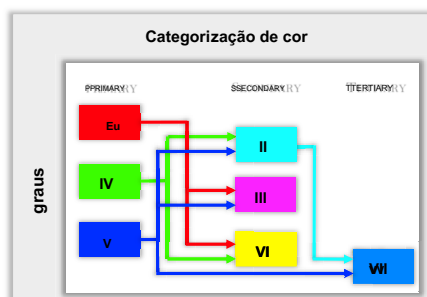 Categorização de cor
PPRIMARY SSECONDARY TTERTIARY
graus
Eu
II
IV
III
V
VI
VII